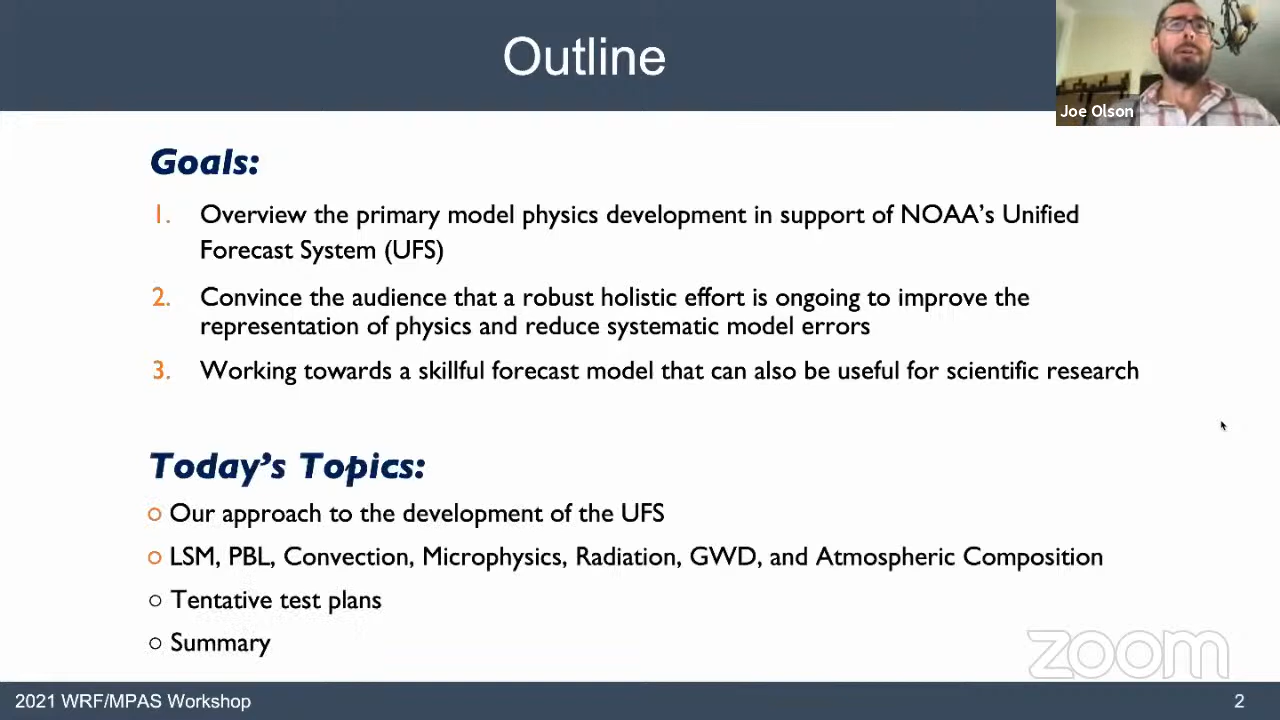 Outline
Joe Olson
Goals:
1. Overview the primary model physics development in support of NOAA's Unified
Forecast System (UFS)
2. Convince the audience that a robust holistic effort is ongoing to improve the
representation of physics and reduce systematic model errors
3. Working towards a skillful forecast model that can also be useful for scientific research
Today's Topics:
○ Our approach to the development of the UFS
○ LSM, PBL, Convection, Microphysics, Radiation, GWD, and Atmospheric Composition
○ Tentative test plans
○ Summary
zoom
2021 WRF/MPAS Workshop
2